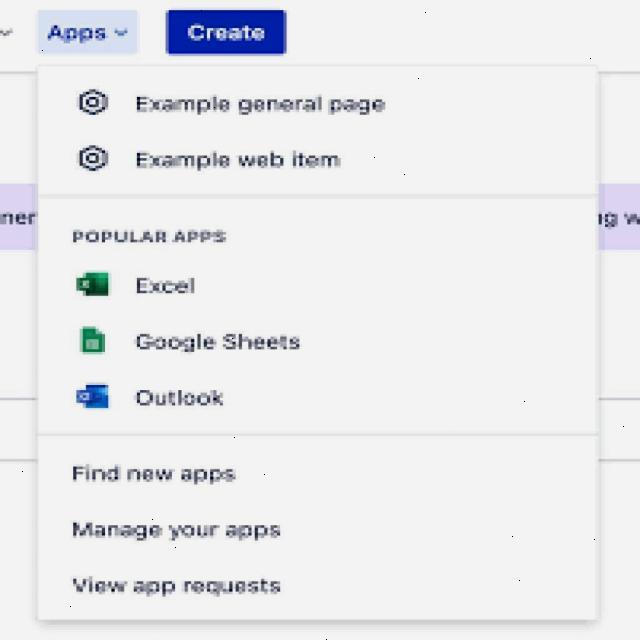 Apps
Create
Example general page
Example web item
POPULAR APPS
Excel
Google Sheets
Outlook
Find new apps
Manage your apps
View app requests